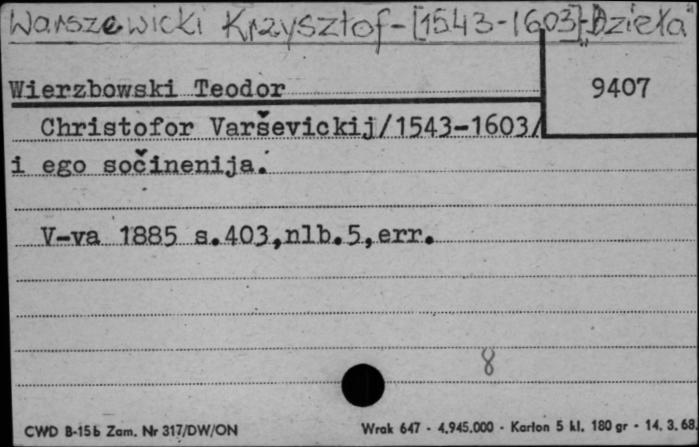 Warszewicki Krzysztof-[1543-1603]-Dzieła
Wierzbowski Teodor
9407
Christofor Varševickij/1543-1603/
i ego sočinenija.
V-va 1885 s.403,nlb.5,err.
8
CWD B-15b Zam. Nr 317/DW/ON
Wrak 647 - 4.945.000 - Karton 5 kl. 180 gr - 14. 3. 68